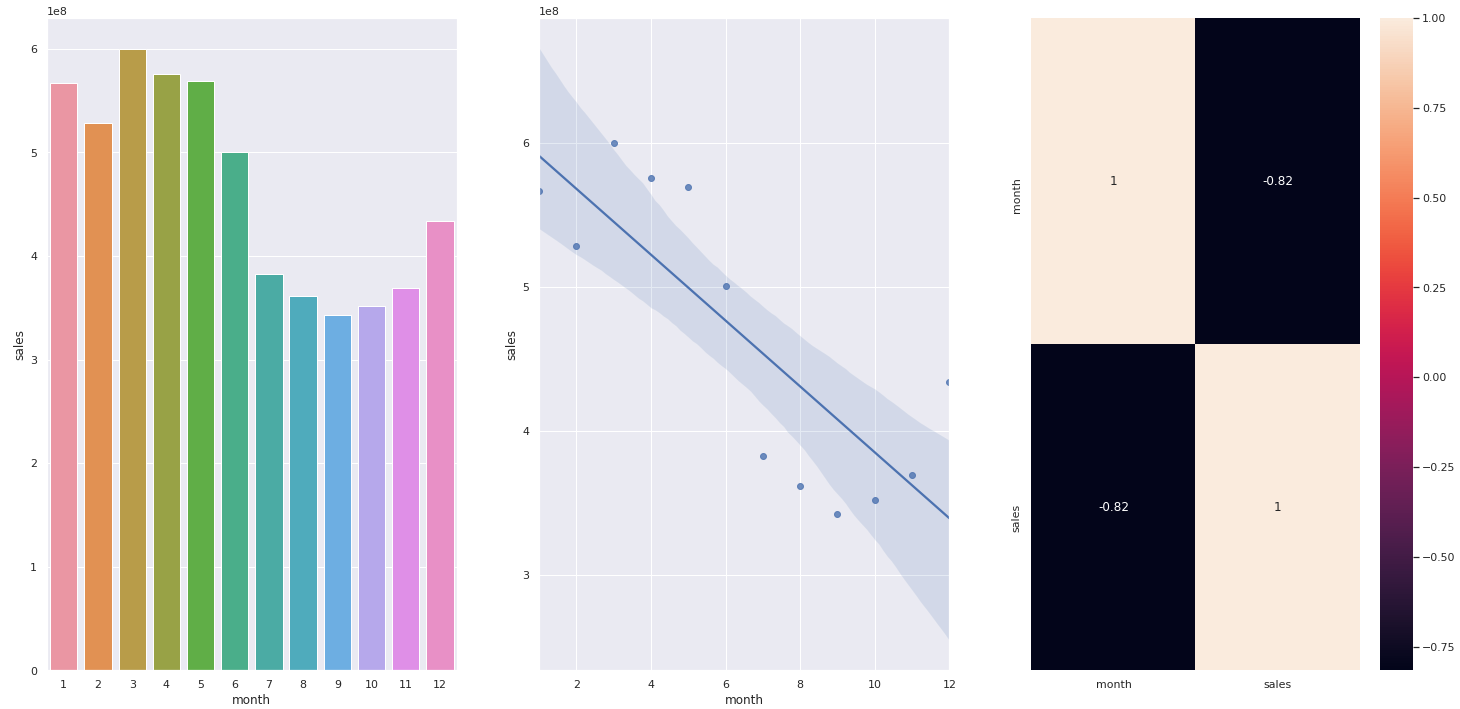 1e8
6
5
4
3
2
1
0
sales
1 2 3 4 5 6 7 8 9 10 11 12
month
1e8
6
5
4
3
sales
2 4 6 8 10 12
month
month
sales
1 -0.82
-0.82 1
month sales
1.00
0.75
0.50
0.25
0.00
−0.25
−0.50
−0.75